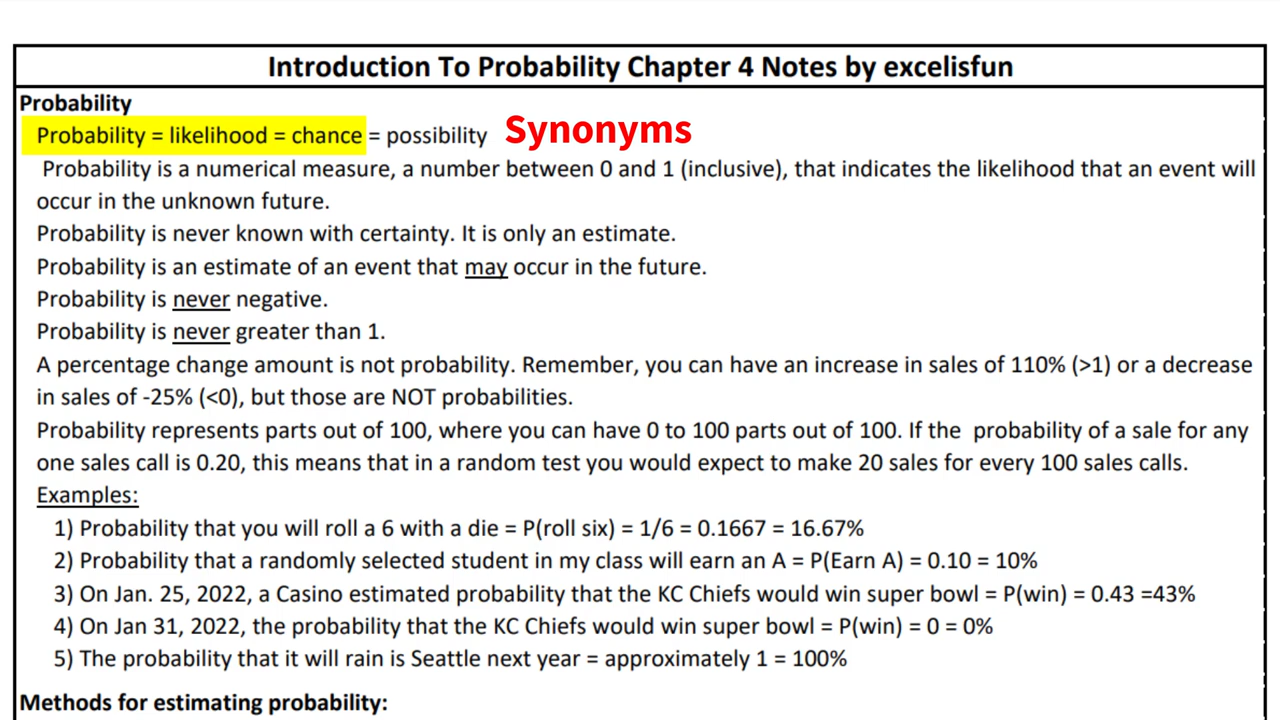 Introduction To Probability Chapter 4 Notes by excelisfun
Probability
Probability = likelihood = chance = possibility Synonyms
Probability is a numerical measure, a number between 0 and 1 (inclusive), that indicates the likelihood that an event will
occur in the unknown future.
Probability is never known with certainty. It is only an estimate.
Probability is an estimate of an event that may occur in the future.
Probability is never negative.
Probability is never greater than 1.
A percentage change amount is not probability. Remember, you can have an increase in sales of 110% (>1) or a decrease
in sales of -25% (<0), but those are NOT probabilities.
Probability represents parts out of 100, where you can have 0 to 100 parts out of 100. If the probability of a sale for any
one sales call is 0.20, this means that in a random test you would expect to make 20 sales for every 100 sales calls.
Examples:
1) Probability that you will roll a 6 with a die = P(roll six) = 1/6 = 0.1667 = 16.67%
2) Probability that a randomly selected student in my class will earn an A = P(Earn A) = 0.10 = 10%
3) On Jan. 25, 2022, a Casino estimated probability that the KC Chiefs would win super bowl = P(win) = 0.43 =43%
4) On Jan 31, 2022, the probability that the KC Chiefs would win super bowl = P(win) = 0 = 0%
5) The probability that it will rain is Seattle next year = approximately 1 = 100%
Methods for estimating probability: